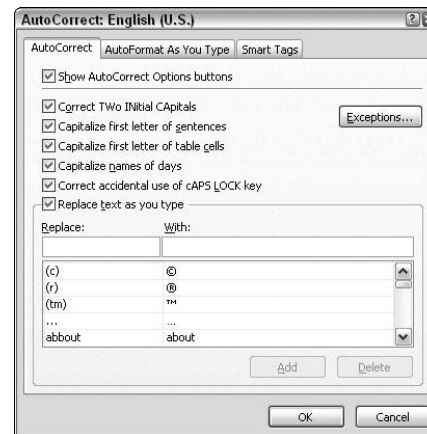 AutoCorrect: English (U.S.)
AutoCorrect AutoFormat As You Type Smart Tags
Show AutoCorrect Options buttons
Correct TWo INitial CApitals
Exceptions...
Capitalize first letter of sentences
Capitalize first letter of table cells
Capitalize names of days
Correct accidental use of cAPS LOCK key
Replace text as you type
Replace: With:
(c) ©
(r) ®
(tm) ™
... …
abbout about
Add Delete
OK Cancel